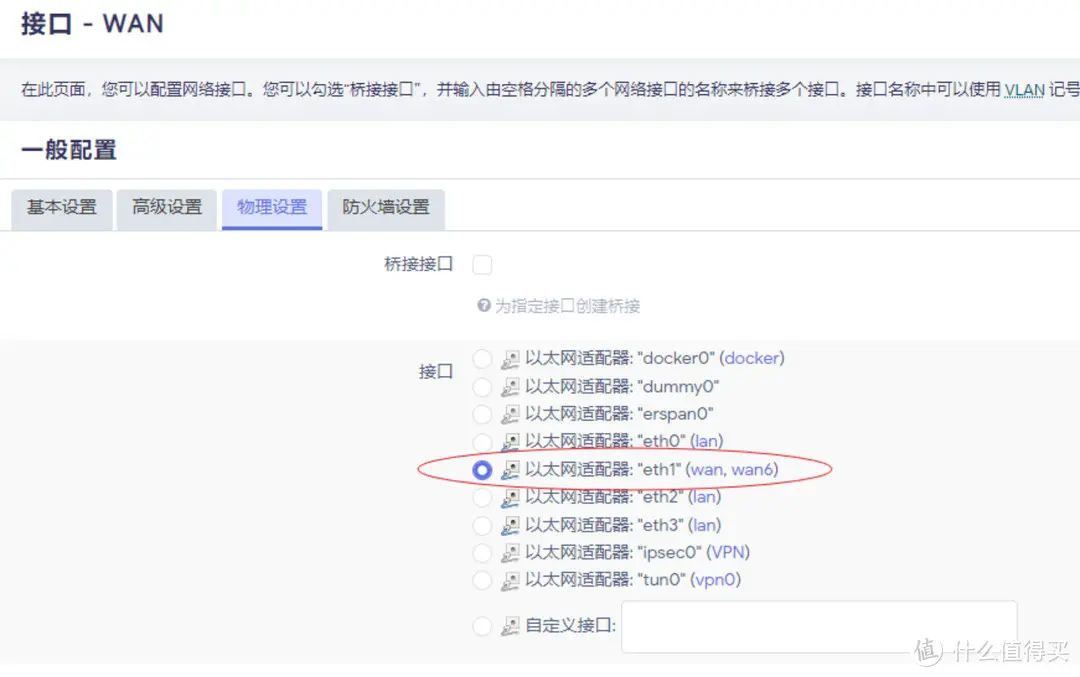 接口 - WAN
在此页面，您可以配置网络接口。您可以勾选“桥接接口”，并输入由空格分隔的多个网络接口的名称来桥接多个接口。接口名称中可以使用 VLAN 记号
一般配置
基本设置 高级设置 物理设置 防火墙设置
桥接接口
为指定接口创建桥接
接口
以太网适配器: "docker0" (docker)
以太网适配器: "dummy0"
以太网适配器: "erspan0"
以太网适配器: "eth0" (lan)
以太网适配器: "eth1" (wan, wan6)
以太网适配器: "eth2" (lan)
以太网适配器: "eth3" (lan)
以太网适配器: "ipsec0" (VPN)
以太网适配器: "tun0" (vpn0)
自定义接口:
值 什么值得买